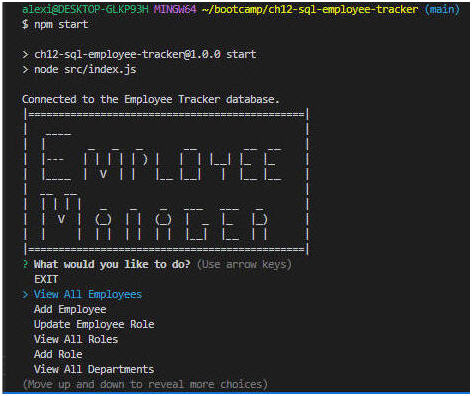 alexi@DESKTOP-GLKP93H MINGW64 ~/bootcamp/ch12-sql-employee-tracker (main)
$ npm start
> ch12-sql-employee-tracker@1.0.0 start
> node src/index.js
Connected to the Employee Tracker database.
EMPLOYEE
MANAGER
? What would you like to do? (Use arrow keys)
EXIT
> View All Employees
Add Employee
Update Employee Role
View All Roles
Add Role
View All Departments
(Move up and down to reveal more choices)